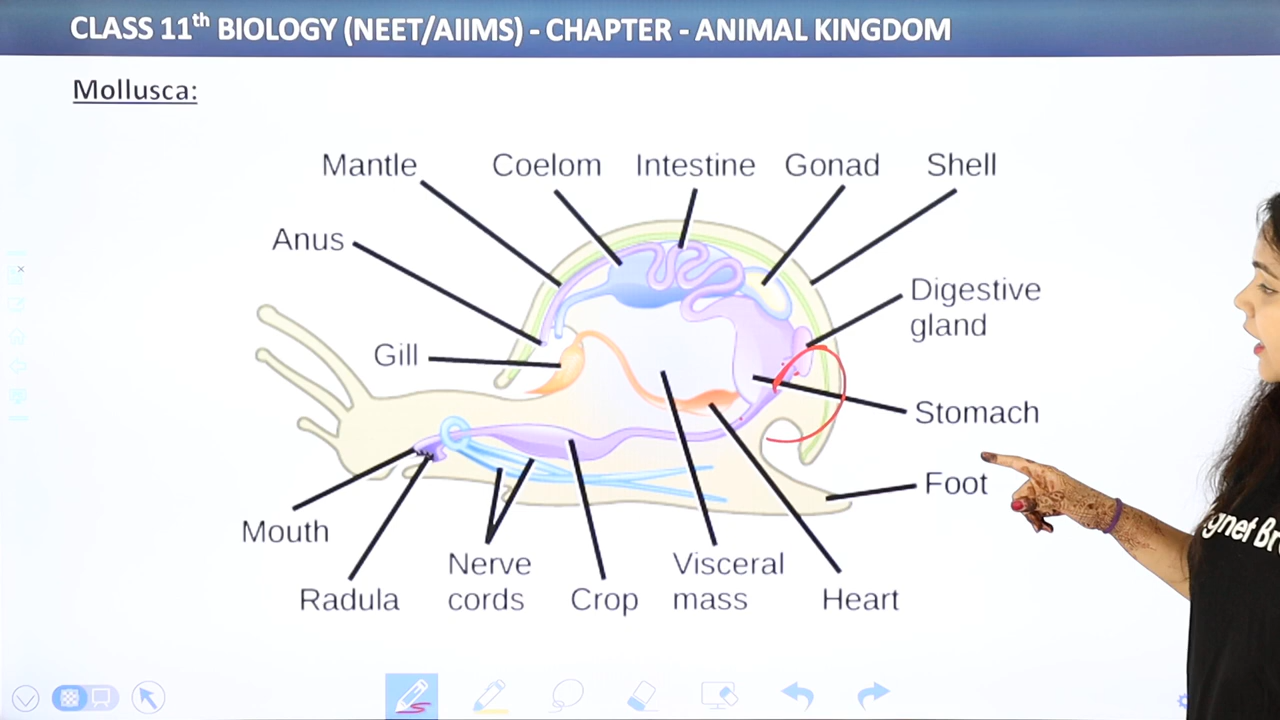 CLASS 11th BIOLOGY (NEET/AIIMS) - CHAPTER - ANIMAL KINGDOM
Mollusca:
Mantle
Coelom
Intestine
Gonad
Shell
Anus
Digestive
gland
Gill
Stomach
Foot
Mouth
Nerve
cords
Visceral
mass
Radula
Crop
Heart